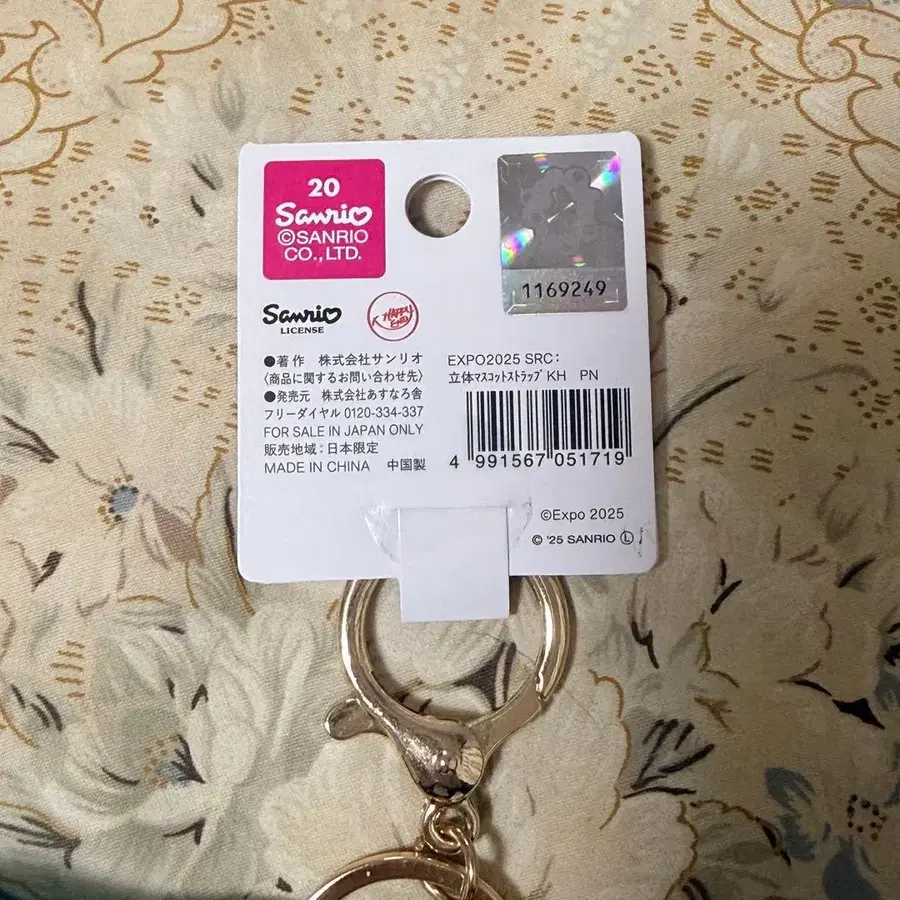 20
Sanrio
©SANRIO
CO.,LTD.
1169249
Sanrio
LICENSE
HAPPY
END
●著作 株式会社サンリオ
〈商品に関するお問い合わせ先〉
●発売元 株式会社あすなろ舎
フリーダイヤル 0120-334-337
FOR SALE IN JAPAN ONLY
販売地域：日本限定
MADE IN CHINA 中国製
EXPO2025 SRC：
立体ﾏｽｺｯﾄｽﾄﾗｯﾌﾟKH PN
4 991567 051719
©Expo 2025
© '25 SANRIO Ⓛ